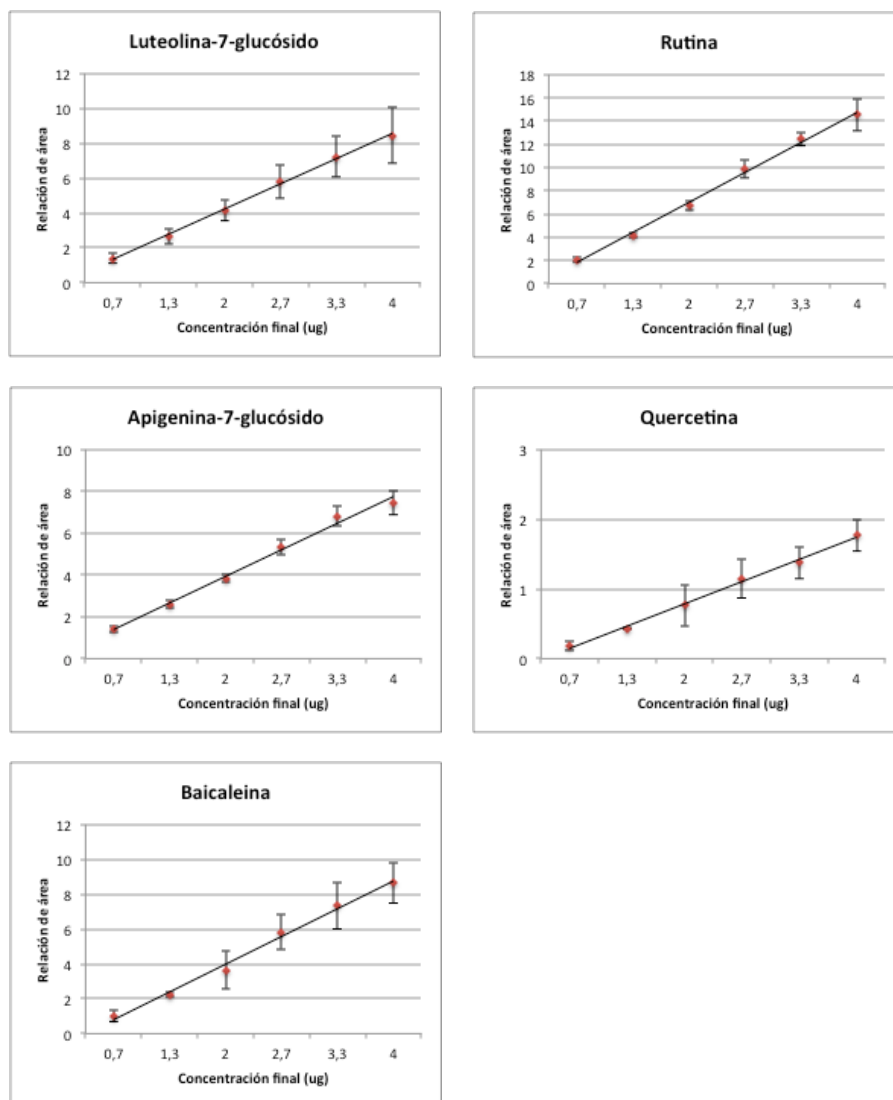 Luteolina-7-glucósido
12
10
8
6
4
2
0
Relación de área
0,7 1,3 2 2,7 3,3 4
Concentración final (ug)
Rutina
18
16
14
12
10
8
6
4
2
0
Relación de área
0,7 1,3 2 2,7 3,3 4
Concentración final (ug)
Apigenina-7-glucósido
10
8
6
4
2
0
Relación de área
0,7 1,3 2 2,7 3,3 4
Concentración final (ug)
Quercetina
3
2
1
0
Relación de área
0,7 1,3 2 2,7 3,3 4
Concentración final (ug)
Baicaleina
12
10
8
6
4
2
0
Relación de área
0,7 1,3 2 2,7 3,3 4
Concentración final (ug)